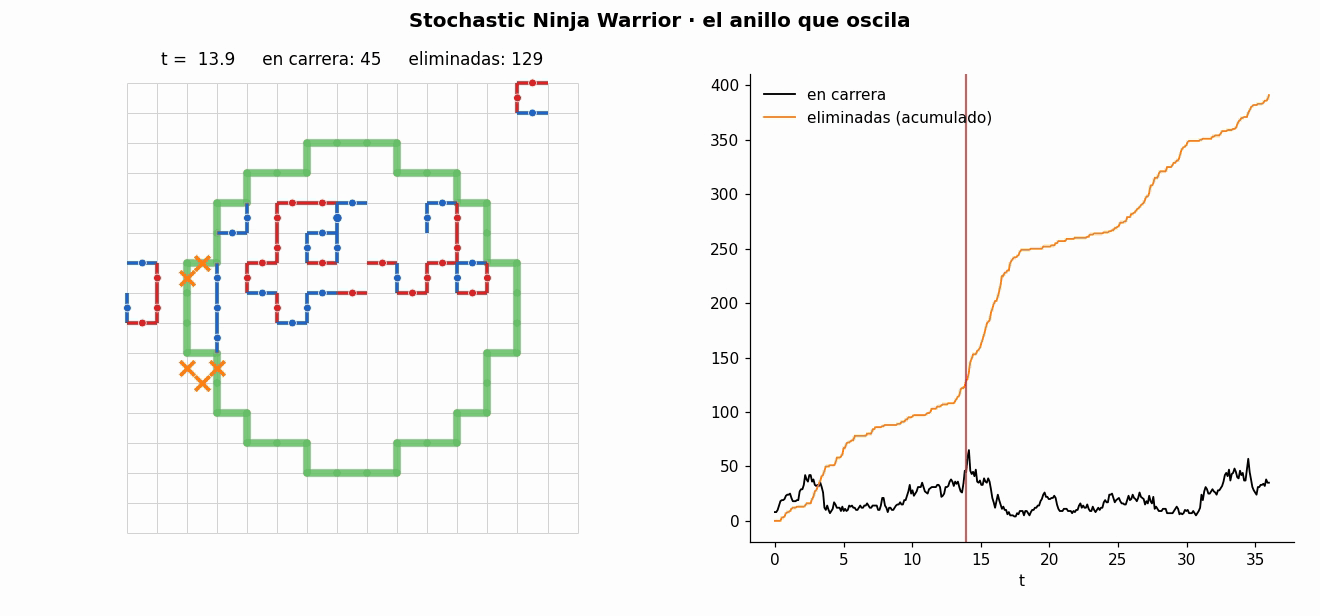 Stochastic Ninja Warrior · el anillo que oscila
t = 13.9 en carrera: 45 eliminadas: 129
400
350
300
250
200
150
100
50
0
en carrera
eliminadas (acumulado)
0 5 10 15 20 25 30 35
t